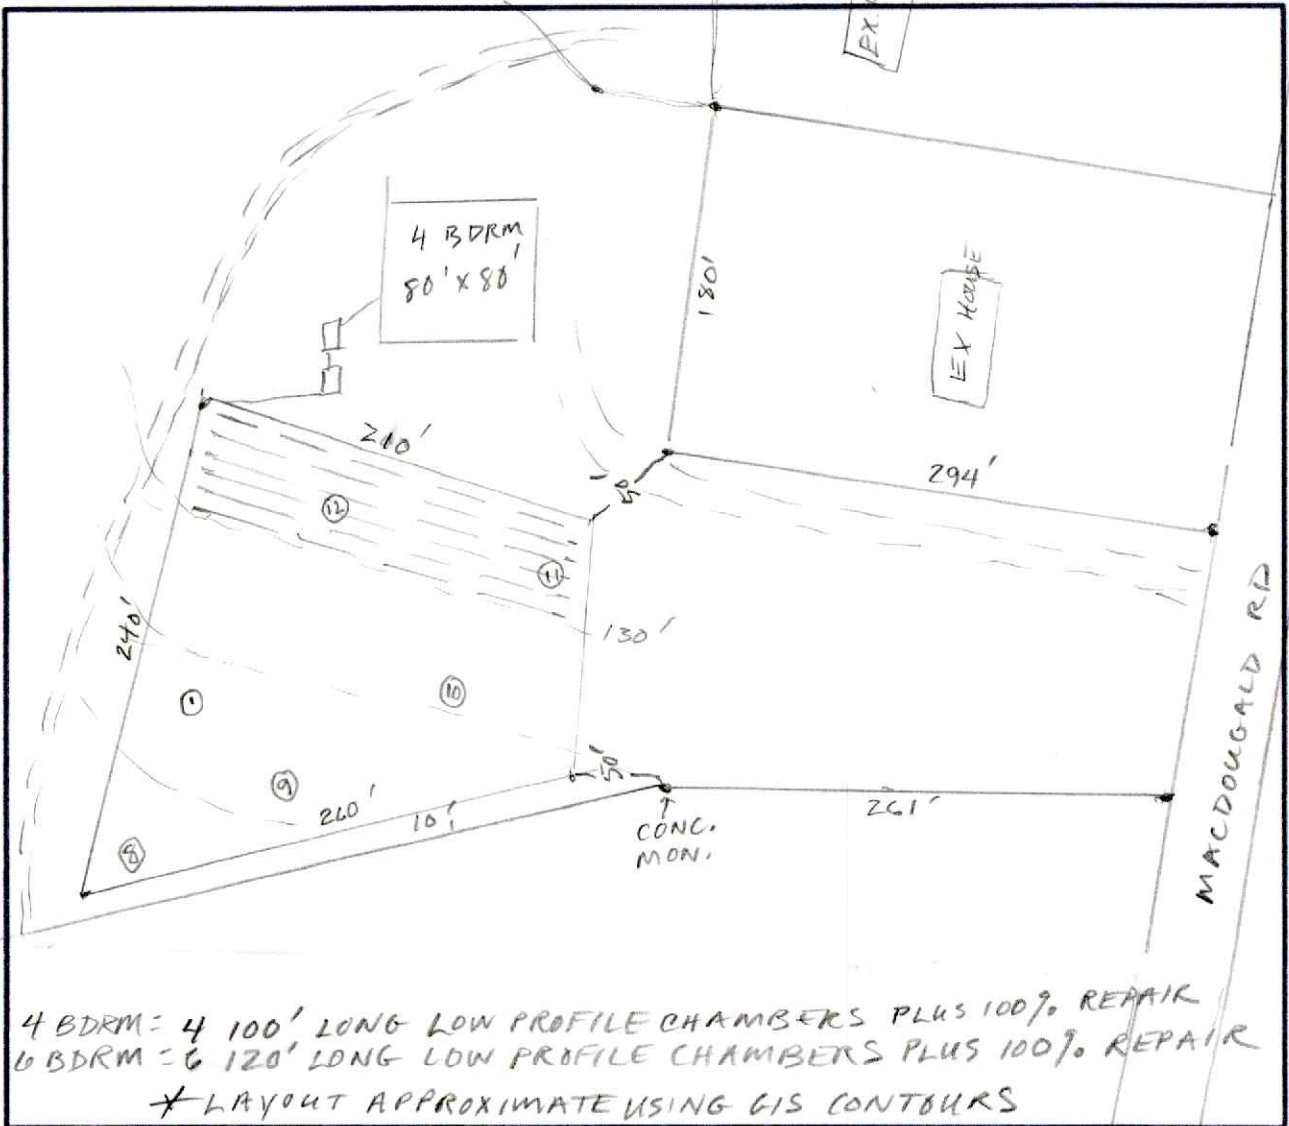 EX.
4 BDRM
80' X 80'
180'
EX HOUSE
210'
294'
50'
12
11
240'
130'
1
10
9
50'
260'
10'
261'
8
CONC.
MON.
MACDOUGALD RD
4 BDRM = 4 100' LONG LOW PROFILE CHAMBERS PLUS 100% REPAIR
6 BDRM = 6 120' LONG LOW PROFILE CHAMBERS PLUS 100% REPAIR
* LAYOUT APPROXIMATE USING GIS CONTOURS